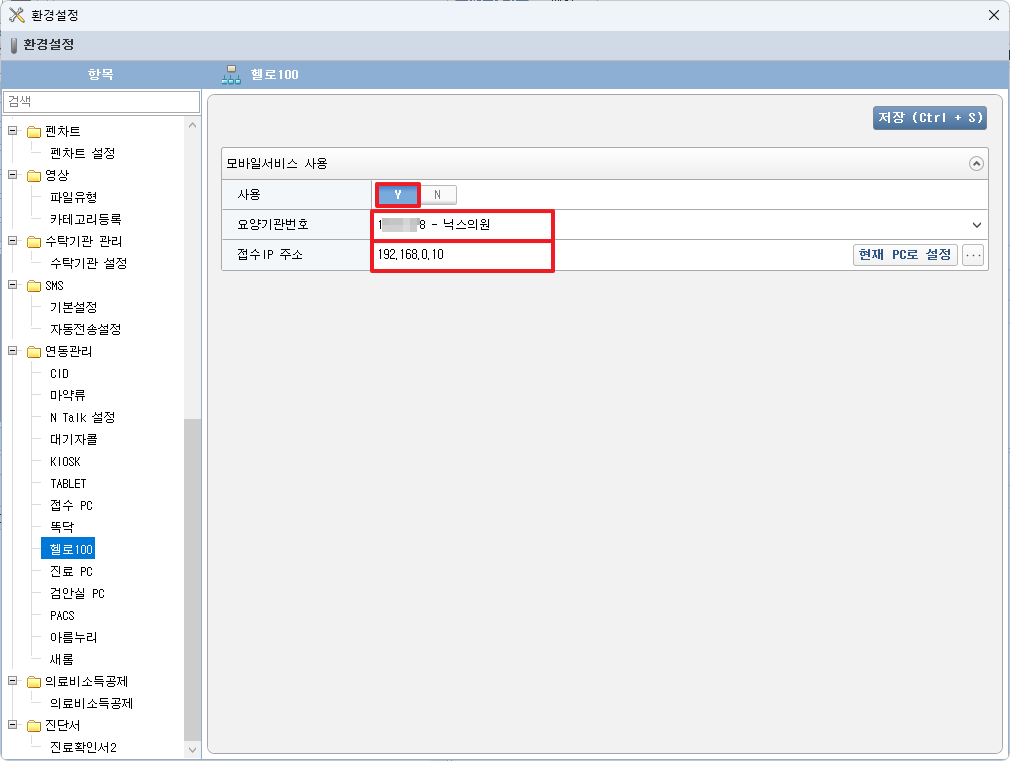 환경설정
환경설정
항목
헬로100
검색
저장 (Ctrl + S)
펜차트
펜차트 설정
영상
파일유형
카테고리등록
수탁기관 관리
수탁기관 설정
SMS
기본설정
자동전송설정
연동관리
CID
마약류
N Talk 설정
대기자콜
KIOSK
TABLET
접수 PC
똑닥
헬로100
진료 PC
검안실 PC
PACS
아름누리
새롬
의료비소득공제
의료비소득공제
진단서
진료확인서2
모바일서비스 사용
사용 Y N
요양기관번호 1 8 - 닉스의원
접수IP 주소 192.168.0.10 현재 PC로 설정 ...